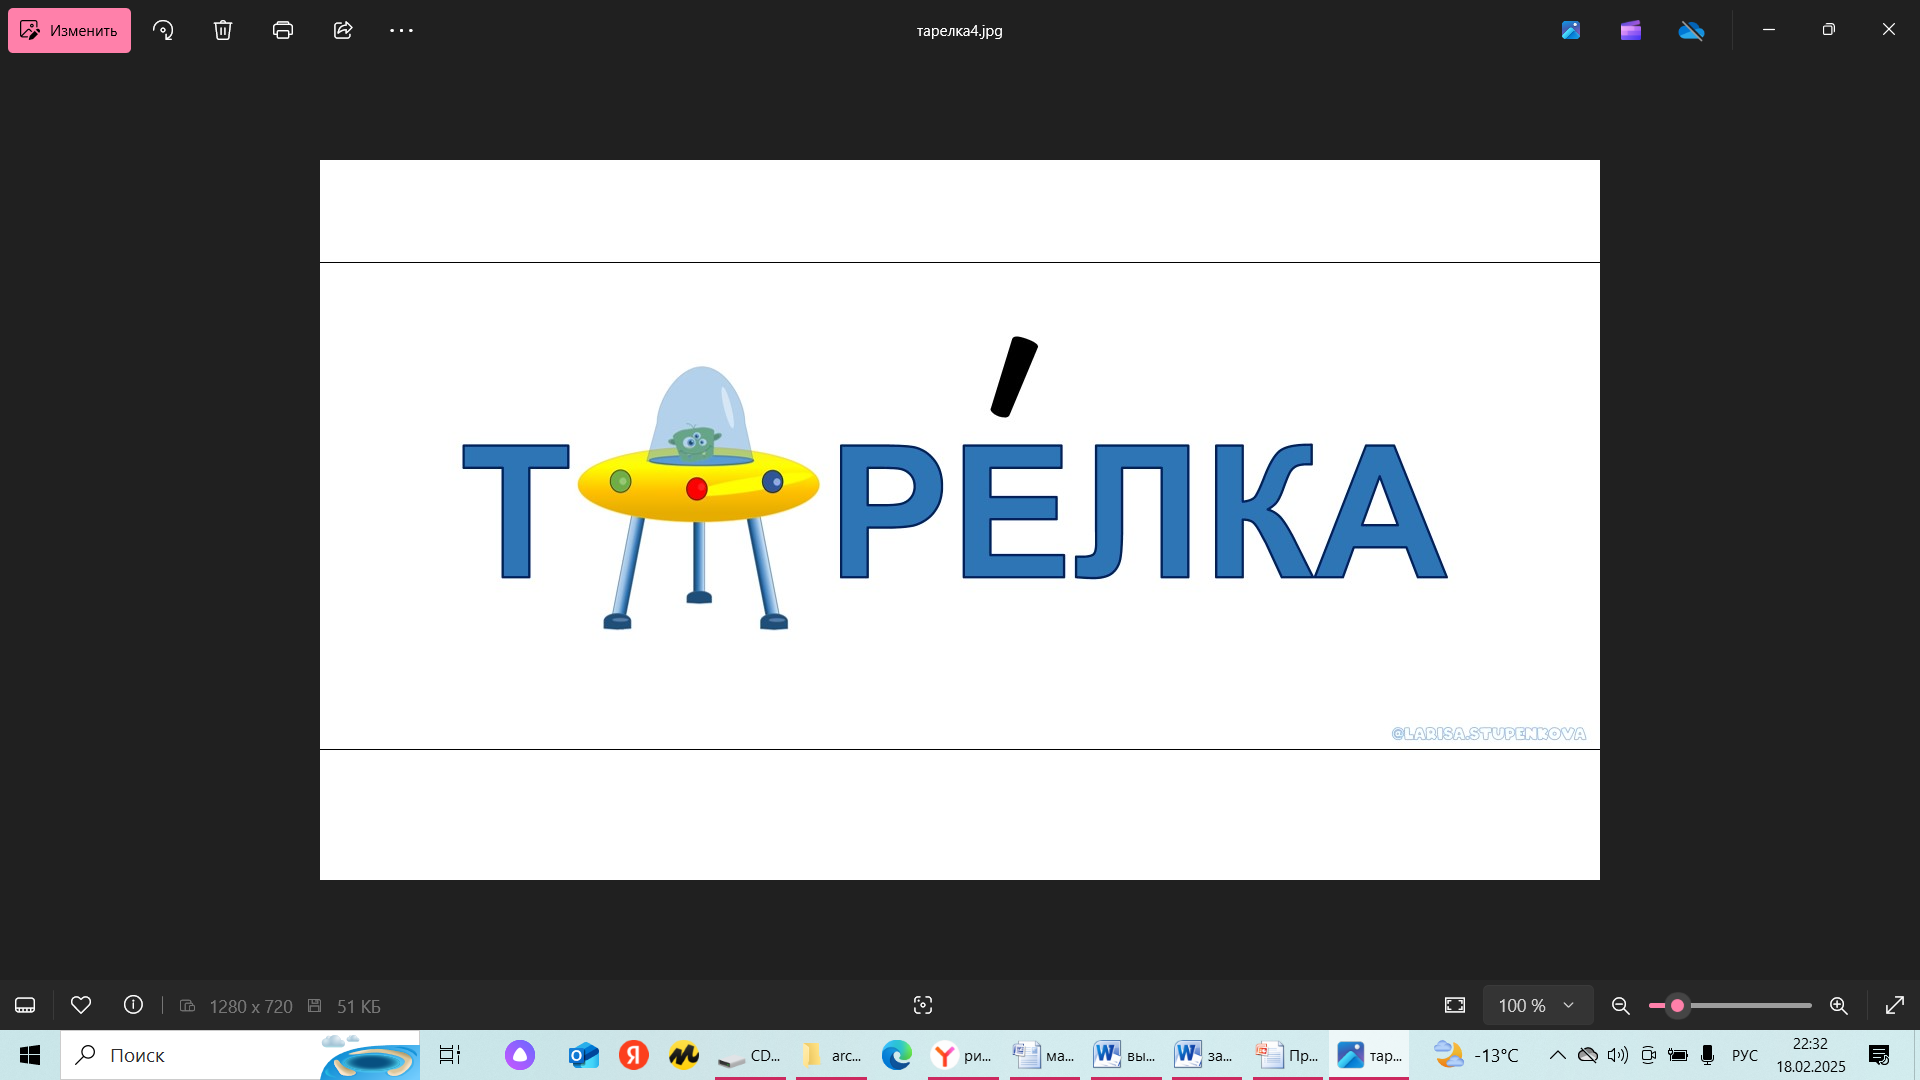 Изменить
тарелка4.jpg
Т РЕ́ЛКА
@LARISA.STUPENKOVA
1280 x 720 51 КБ
100 %
Поиск
CD...
arc...
ри...
ма...
вы...
за...
Пр...
тар...
-13°C
РУС
22:32
18.02.2025